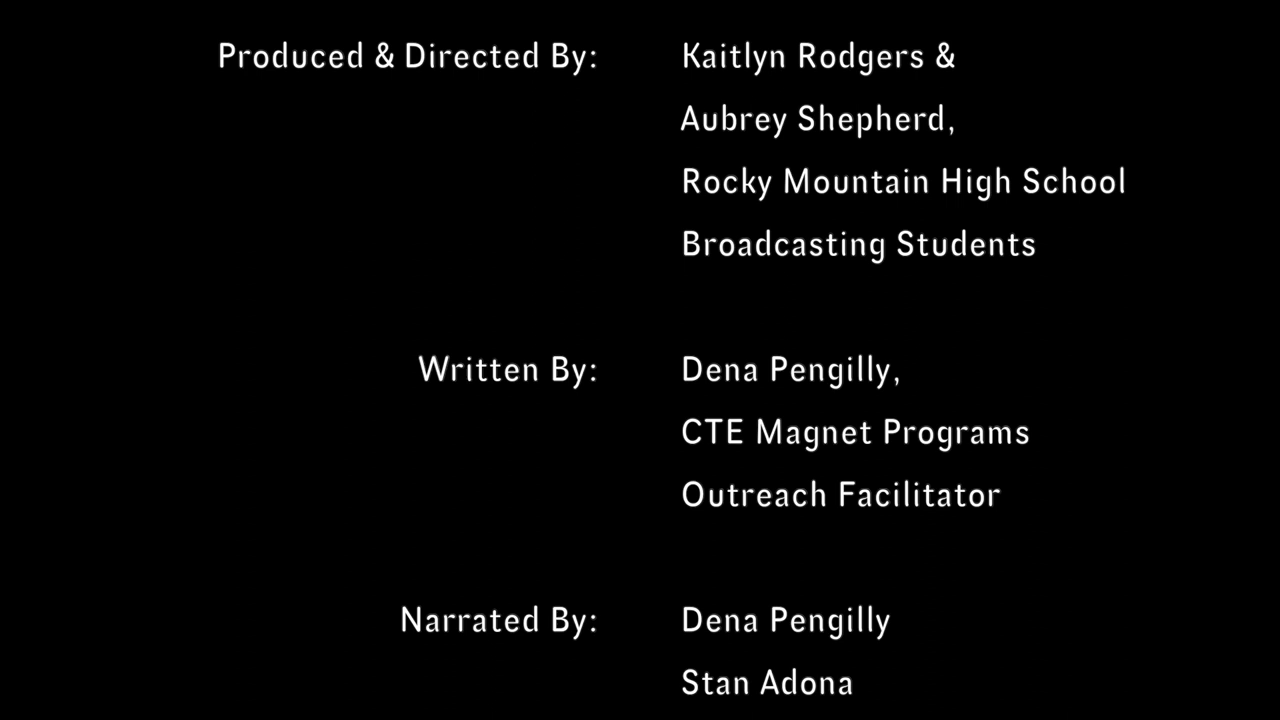 Produced & Directed By: Kaitlyn Rodgers &
Aubrey Shepherd,
Rocky Mountain High School
Broadcasting Students
Written By: Dena Pengilly,
CTE Magnet Programs
Outreach Facilitator
Narrated By: Dena Pengilly
Stan Adona